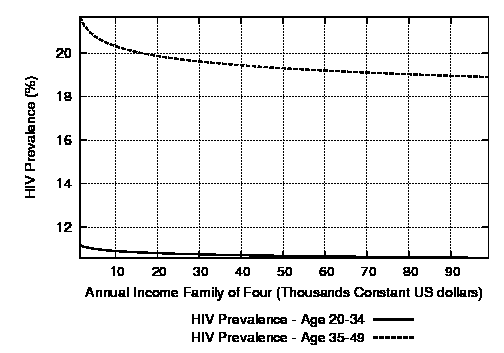 20
18
16
14
12
HIV Prevalence (%)
10 20 30 40 50 60 70 80 90
Annual Income Family of Four (Thousands Constant US dollars)
HIV Prevalence - Age 20-34
HIV Prevalence - Age 35-49